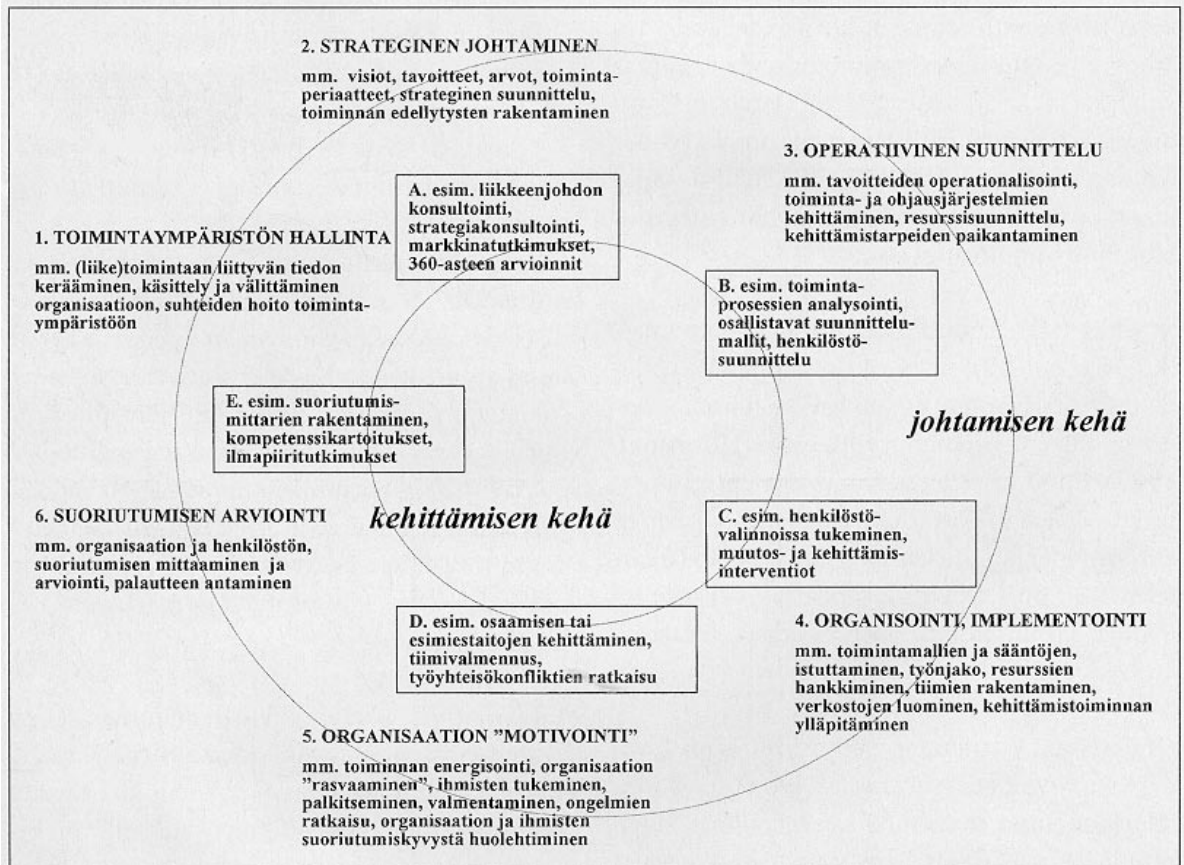 2. STRATEGINEN JOHTAMINEN
mm. visiot, tavoitteet, arvot, toiminta-
periaatteet, strateginen suunnittelu,
toiminnan edellytysten rakentaminen
3. OPERATIIVINEN SUUNNITTELU
mm. tavoitteiden operationalisointi,
toiminta- ja ohjausjärjestelmien
kehittäminen, resurssisuunnittelu,
kehittämistarpeiden paikantaminen
A. esim. liikkeenjohdon
konsultointi,
strategiakonsultointi,
markkinatutkimukset,
360-asteen arvioinnit
1. TOIMINTAYMPÄRISTÖN HALLINTA
mm. (liike)toimintaan liittyvän tiedon
kerääminen, käsittely ja välittäminen
organisaatioon, suhteiden hoito toiminta-
ympäristöön
B. esim. toiminta-
prosessien analysointi,
osallistavat suunnittelu-
mallit, henkilöstö-
suunnittelu
E. esim. suoriutumis-
mittarien rakentaminen,
kompetenssikartoitukset,
ilmapiiritutkimukset
johtamisen kehä
6. SUORIUTUMISEN ARVIOINTI
mm. organisaation ja henkilöstön,
suoriutumisen mittaaminen ja
arviointi, palautteen antaminen
kehittämisen kehä
C. esim. henkilöstö-
valinnoissa tukeminen,
muutos- ja kehittämis-
interventiot
D. esim. osaamisen tai
esimiestaitojen kehittäminen,
tiimivalmennus,
työyhteisökonfliktien ratkaisu
4. ORGANISOINTI, IMPLEMENTOINTI
mm. toimintamallien ja sääntöjen,
istuttaminen, työnjako, resurssien
hankkiminen, tiimien rakentaminen,
verkostojen luominen, kehittämistoiminnan
ylläpitäminen
5. ORGANISAATION ”MOTIVOINTI”
mm. toiminnan energisointi, organisaation
”rasvaaminen”, ihmisten tukeminen,
palkitseminen, valmentaminen, ongelmien
ratkaisu, organisaation ja ihmisten
suoriutumiskyvystä huolehtiminen